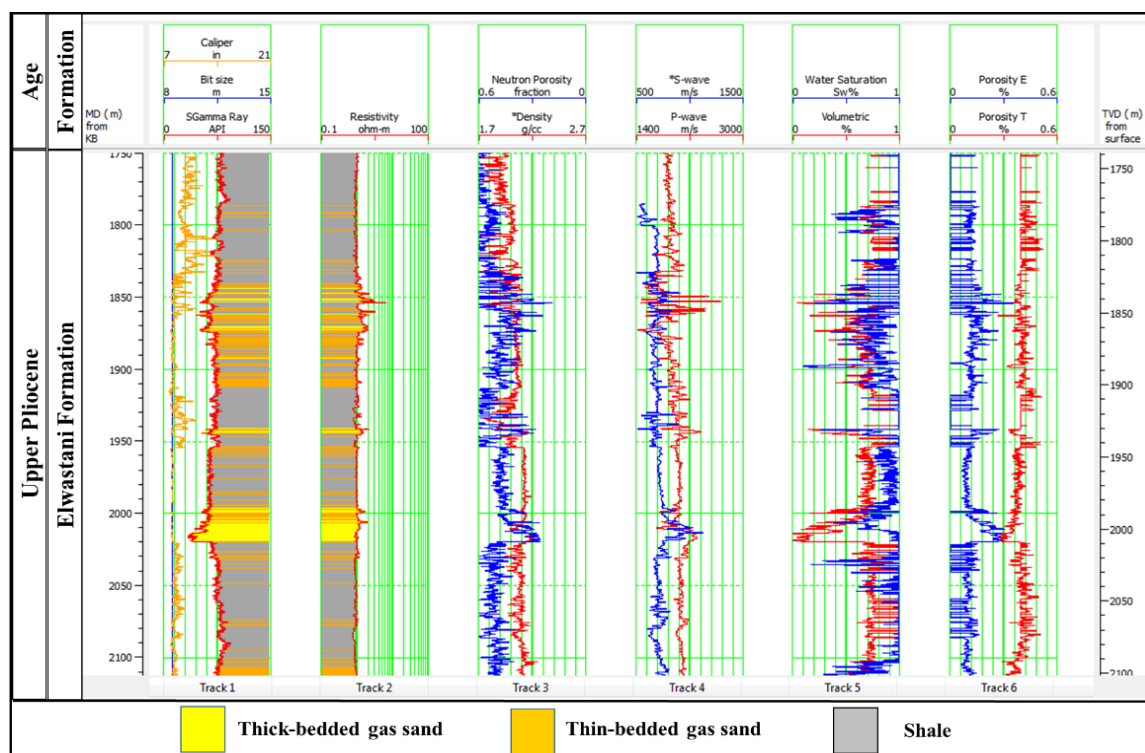 Age
Formation
MD ( m )
from
KB
7 Caliper 21
in
Bit size
8 m 15
SGamma Ray
0 API 150
Resistivity
0.1 ohm-m 100
Neutron Porosity
0.6 fraction 0
*Density
1.7 g/cc 2.7
*S-wave
500 m/s 1500
P-wave
1400 m/s 3000
Water Saturation
0 Sw% 1
Volumetric
0 % 1
Porosity E
0 % 0.6
Porosity T
0 % 0.6
TVD ( m )
from
surface
Upper Pliocene
Elwastani Formation
1750
1800
1850
1900
1950
2000
2050
2100
1750
1800
1850
1900
1950
2000
2050
2100
Track 1 Track 2 Track 3 Track 4 Track 5 Track 6
Thick-bedded gas sand Thin-bedded gas sand Shale